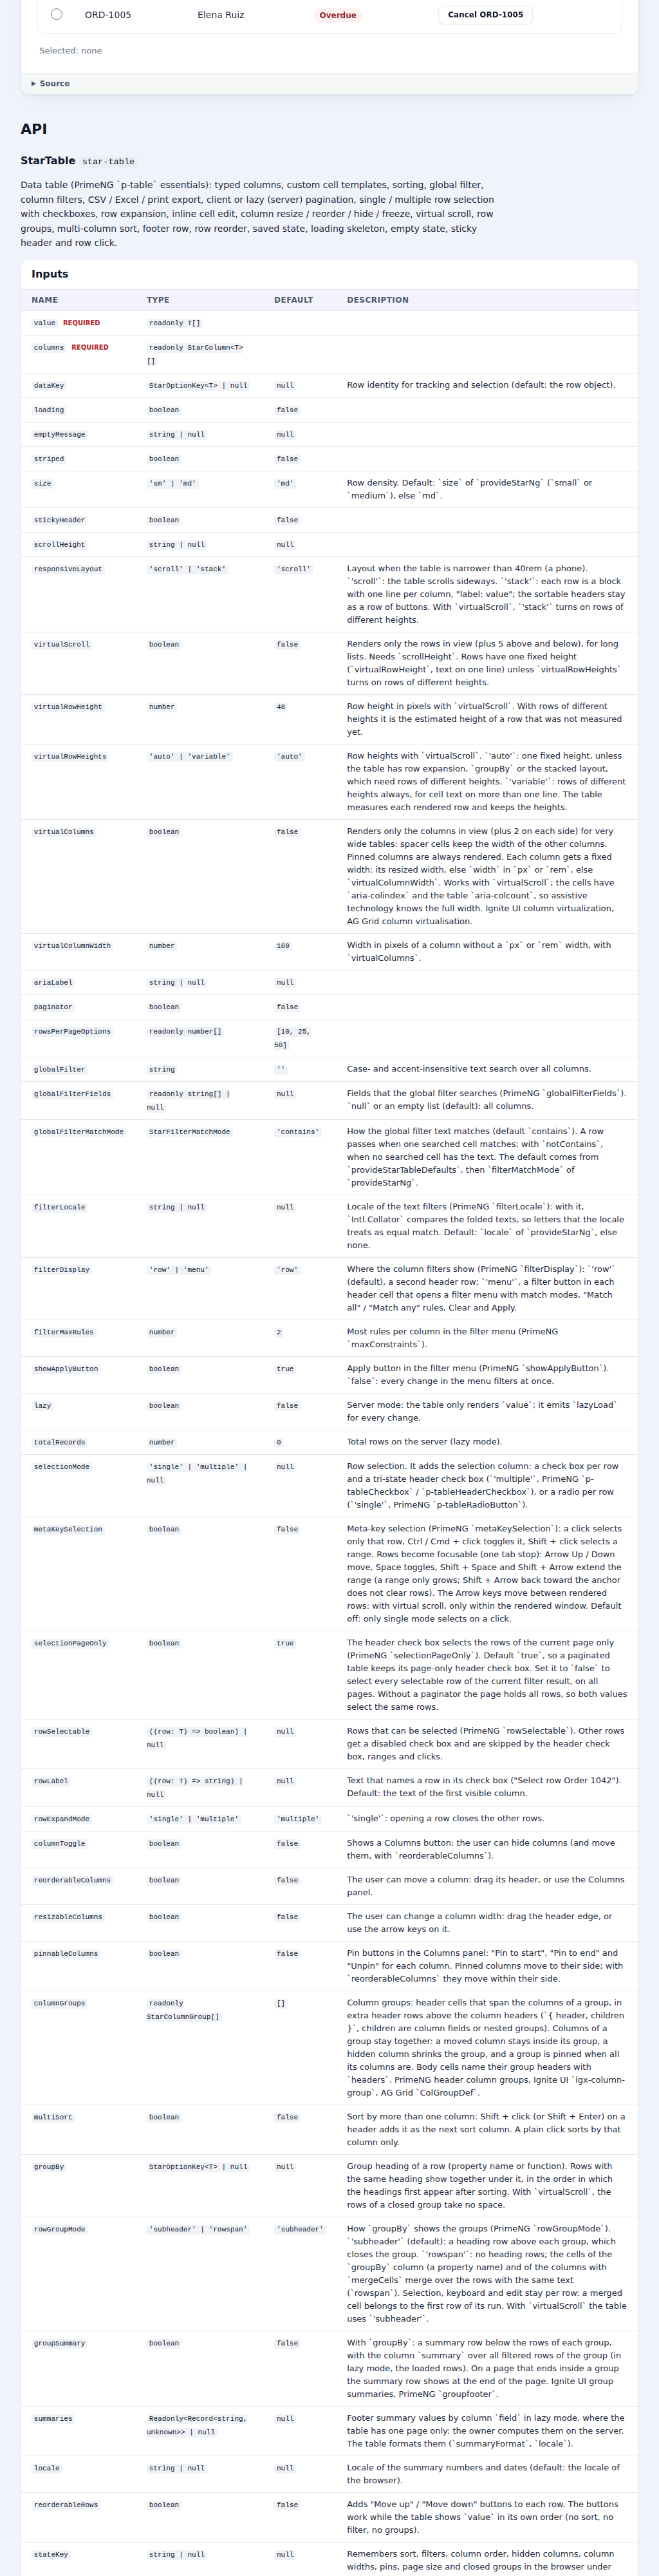 ORD-1005 Elena Ruiz Overdue Cancel ORD-1005
Selected: none
▶ Source
API
StarTable star-table
Data table (PrimeNG `p-table` essentials): typed columns, custom cell templates, sorting, global filter,
column filters, CSV / Excel / print export, client or lazy (server) pagination, single / multiple row selection
with checkboxes, row expansion, inline cell edit, column resize / reorder / hide / freeze, virtual scroll, row
groups, multi-column sort, footer row, row reorder, saved state, loading skeleton, empty state, sticky
header and row click.
Inputs
NAME TYPE DEFAULT DESCRIPTION
value REQUIRED readonly T[]
columns REQUIRED readonly StarColumn<T>
[]
dataKey StarOptionKey<T> | null null Row identity for tracking and selection (default: the row object).
loading boolean false
emptyMessage string | null null
striped boolean false
size 'sm' | 'md' 'md' Row density. Default: `size` of `provideStarNg` (`small` or
`medium`), else `md`.
stickyHeader boolean false
scrollHeight string | null null
responsiveLayout 'scroll' | 'stack' 'scroll' Layout when the table is narrower than 40rem (a phone).
`'scroll'`: the table scrolls sideways. `'stack'`: each row is a block
with one line per column, "label: value"; the sortable headers stay
as a row of buttons. With `virtualScroll`, `'stack'` turns on rows of
different heights.
virtualScroll boolean false Renders only the rows in view (plus 5 above and below), for long
lists. Needs `scrollHeight`. Rows have one fixed height
(`virtualRowHeight`, text on one line) unless `virtualRowHeights`
turns on rows of different heights.
virtualRowHeight number 48 Row height in pixels with `virtualScroll`. With rows of different
heights it is the estimated height of a row that was not measured
yet.
virtualRowHeights 'auto' | 'variable' 'auto' Row heights with `virtualScroll`. `'auto'`: one fixed height, unless
the table has row expansion, `groupBy` or the stacked layout,
which need rows of different heights. `'variable'`: rows of different
heights always, for cell text on more than one line. The table
measures each rendered row and keeps the heights.
virtualColumns boolean false Renders only the columns in view (plus 2 on each side) for very
wide tables: spacer cells keep the width of the other columns.
Pinned columns are always rendered. Each column gets a fixed
width: its resized width, else `width` in `px` or `rem`, else
`virtualColumnWidth`. Works with `virtualScroll`; the cells have
`aria-colindex` and the table `aria-colcount`, so assistive
technology knows the full width. Ignite UI column virtualization,
AG Grid column virtualisation.
virtualColumnWidth number 160 Width in pixels of a column without a `px` or `rem` width, with
`virtualColumns`.
ariaLabel string | null null
paginator boolean false
rowsPerPageOptions readonly number[] [10, 25,
50]
globalFilter string '' Case- and accent-insensitive text search over all columns.
globalFilterFields readonly string[] | null Fields that the global filter searches (PrimeNG `globalFilterFields`).
null `null` or an empty list (default): all columns.
globalFilterMatchMode StarFilterMatchMode 'contains' How the global filter text matches (default `contains`). A row
passes when one searched cell matches; with `notContains`,
when no searched cell has the text. The default comes from
`provideStarTableDefaults`, then `filterMatchMode` of
`provideStarNg`.
filterLocale string | null null Locale of the text filters (PrimeNG `filterLocale`): with it,
`Intl.Collator` compares the folded texts, so letters that the locale
treats as equal match. Default: `locale` of `provideStarNg`, else
none.
filterDisplay 'row' | 'menu' 'row' Where the column filters show (PrimeNG `filterDisplay`): `'row'`
(default), a second header row; `'menu'`, a filter button in each
header cell that opens a filter menu with match modes, "Match
all" / "Match any" rules, Clear and Apply.
filterMaxRules number 2 Most rules per column in the filter menu (PrimeNG
`maxConstraints`).
showApplyButton boolean true Apply button in the filter menu (PrimeNG `showApplyButton`).
`false`: every change in the menu filters at once.
lazy boolean false Server mode: the table only renders `value`; it emits `lazyLoad`
for every change.
totalRecords number 0 Total rows on the server (lazy mode).
selectionMode 'single' | 'multiple' | null Row selection. It adds the selection column: a check box per row
null and a tri-state header check box (`'multiple'`, PrimeNG `p-
tableCheckbox` / `p-tableHeaderCheckbox`), or a radio per row
(`'single'`, PrimeNG `p-tableRadioButton`).
metaKeySelection boolean false Meta-key selection (PrimeNG `metaKeySelection`): a click selects
only that row, Ctrl / Cmd + click toggles it, Shift + click selects a
range. Rows become focusable (one tab stop): Arrow Up / Down
move, Space toggles, Shift + Space and Shift + Arrow extend the
range (a range only grows; Shift + Arrow back toward the anchor
does not clear rows). The Arrow keys move between rendered
rows: with virtual scroll, only within the rendered window. Default
off: only single mode selects on a click.
selectionPageOnly boolean true The header check box selects the rows of the current page only
(PrimeNG `selectionPageOnly`). Default `true`, so a paginated
table keeps its page-only header check box. Set it to `false` to
select every selectable row of the current filter result, on all
pages. Without a paginator the page holds all rows, so both values
select the same rows.
rowSelectable ((row: T) => boolean) | null Rows that can be selected (PrimeNG `rowSelectable`). Other rows
null get a disabled check box and are skipped by the header check
box, ranges and clicks.
rowLabel ((row: T) => string) | null Text that names a row in its check box ("Select row Order 1042").
null Default: the text of the first visible column.
rowExpandMode 'single' | 'multiple' 'multiple' `'single'`: opening a row closes the other rows.
columnToggle boolean false Shows a Columns button: the user can hide columns (and move
them, with `reorderableColumns`).
reorderableColumns boolean false The user can move a column: drag its header, or use the Columns
panel.
resizableColumns boolean false The user can change a column width: drag the header edge, or
use the arrow keys on it.
pinnableColumns boolean false Pin buttons in the Columns panel: "Pin to start", "Pin to end" and
"Unpin" for each column. Pinned columns move to their side; with
`reorderableColumns` they move within their side.
columnGroups readonly [] Column groups: header cells that span the columns of a group, in
StarColumnGroup[] extra header rows above the column headers (`{ header, children
}`, children are column fields or nested groups). Columns of a
group stay together: a moved column stays inside its group, a
hidden column shrinks the group, and a group is pinned when all
its columns are. Body cells name their group headers with
`headers`. PrimeNG header column groups, Ignite UI `igx-column-
group`, AG Grid `ColGroupDef`.
multiSort boolean false Sort by more than one column: Shift + click (or Shift + Enter) on a
header adds it as the next sort column. A plain click sorts by that
column only.
groupBy StarOptionKey<T> | null null Group heading of a row (property name or function). Rows with
the same heading show together under it, in the order in which
the headings first appear after sorting. With `virtualScroll`, the
rows of a closed group take no space.
rowGroupMode 'subheader' | 'rowspan' 'subheader' How `groupBy` shows the groups (PrimeNG `rowGroupMode`).
`'subheader'` (default): a heading row above each group, which
closes the group. `'rowspan'`: no heading rows; the cells of the
`groupBy` column (a property name) and of the columns with
`mergeCells` merge over the rows with the same text
(`rowspan`). Selection, keyboard and edit stay per row: a merged
cell belongs to the first row of its run. With `virtualScroll` the table
uses `'subheader'`.
groupSummary boolean false With `groupBy`: a summary row below the rows of each group,
with the column `summary` over all filtered rows of the group (in
lazy mode, the loaded rows). On a page that ends inside a group
the summary row shows at the end of the page. Ignite UI group
summaries, PrimeNG `groupfooter`.
summaries Readonly<Record<string, null Footer summary values by column `field` in lazy mode, where the
unknown>> | null table has one page only: the owner computes them on the server.
The table formats them (`summaryFormat`, `locale`).
locale string | null null Locale of the summary numbers and dates (default: the locale of
the browser).
reorderableRows boolean false Adds "Move up" / "Move down" buttons to each row. The buttons
work while the table shows `value` in its own order (no sort, no
filter, no groups).
stateKey string | null null Remembers sort, filters, column order, hidden columns, column
widths, pins, page size and closed groups in the browser under